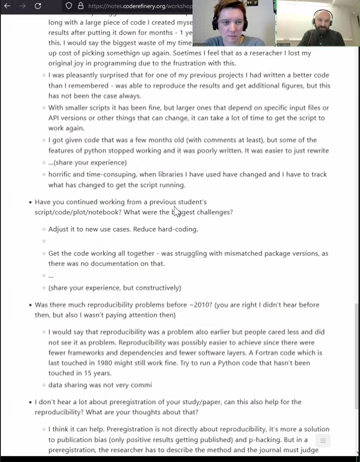 https://notes.coderefinery.org
long with a large piece of code I created myse
results after putting it down for months - 1 ye
this. I would say the biggest waste of my time
up cost of picking somethign up again. Soetimes I feel that as a reseracher I lost my
original joy in programming due to the frustration with this.
I was pleasantly surprised that for one of my previous projects I had written a better code
than I remembered - was able to reproduce the results and get additional figures, but this
has not been the case always.
With smaller scripts it has been fine, but larger ones that depend on specific input files or
API versions or other things that can change, it can take a lot of time to get the script to
work again.
I got given code that was a few months old (with comments at least), but some of the
features of python stopped working and it was poorly written. It was easier to just rewrite
...(share your experience)
horrific and time-consuping, when libraries I have used have changed and I have to track
what has changed to get the script running.
Have you continued working from a previous student's
script/code/plot/notebook? What were the biggest challenges?
Adjust it to new use cases. Reduce hard-coding.
Get the code working all together - was struggling with mismatched package versions, as
there was no documentation on that.
...
(share your experience, but constructively)
Was there much reproducibility problems before ~2010? (you are right I didn't hear before
then, but also I wasn't paying attention then)
I would say that reproducibility was a problem also earlier but people cared less and did
not see it as problem. Reproducibility was possibly easier to achieve since there were
fewer frameworks and dependencies and fewer software layers. A Fortran code which is
last touched in 1980 might still work fine. Try to run a Python code that hasn't been
touched in 15 years.
data sharing was not very commi
I don't hear a lot about preregistration of your study/paper, can this also help for the
reproducibility? What are your thoughts about that?
I think it can help. Preregistration is not directly about reproducibility, it's more a solution
to publication bias (only positive results getting published) and p-hacking. But in a
preregistration, the researcher has to describe the method and the journal must judge